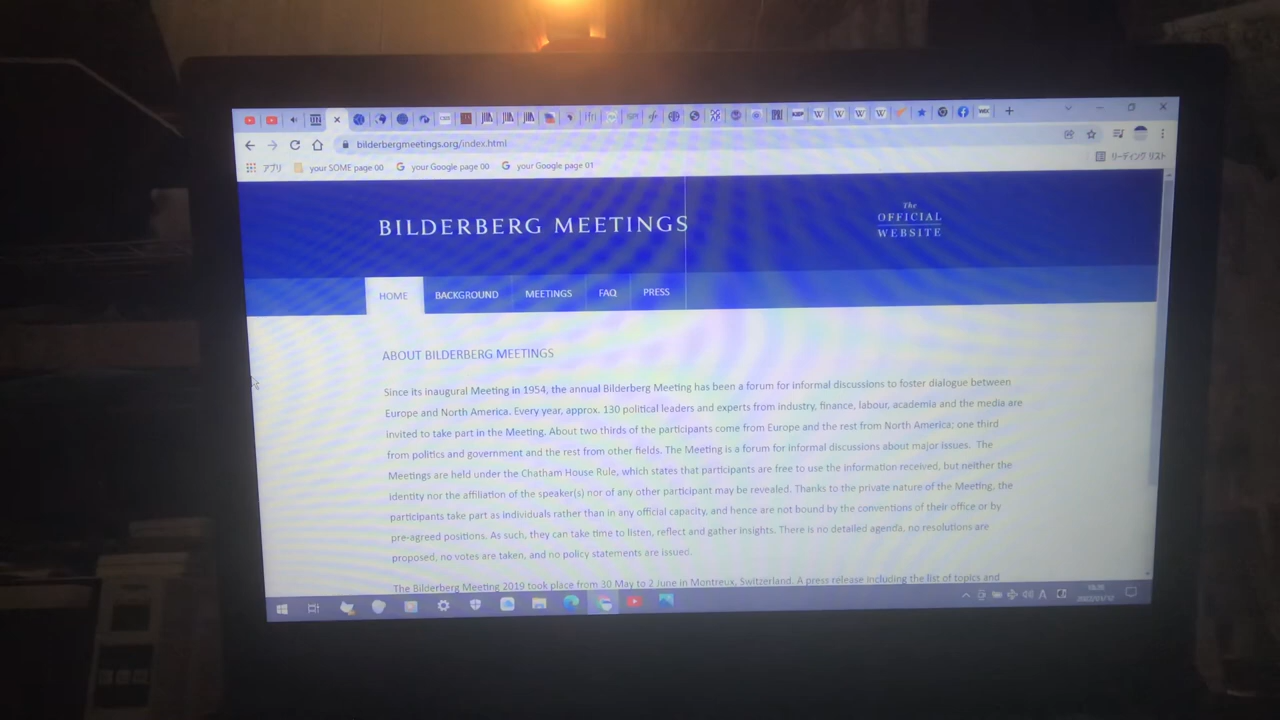 bilderbergmeetings.org/index.html
アプリ your SOME page 00 your Google page 00 your Google page 01 リーディング リスト
BILDERBERG MEETINGS
The
OFFICIAL
WEBSITE
HOME BACKGROUND MEETINGS FAQ PRESS
ABOUT BILDERBERG MEETINGS
Since its inaugural Meeting in 1954, the annual Bilderberg Meeting has been a forum for informal discussions to foster dialogue between
Europe and North America. Every year, approx. 130 political leaders and experts from industry, finance, labour, academia and the media are
invited to take part in the Meeting. About two thirds of the participants come from Europe and the rest from North America; one third
from politics and government and the rest from other fields. The Meeting is a forum for informal discussions about major issues. The
Meetings are held under the Chatham House Rule, which states that participants are free to use the information received, but neither the
identity nor the affiliation of the speaker(s) nor of any other participant may be revealed. Thanks to the private nature of the Meeting, the
participants take part as individuals rather than in any official capacity, and hence are not bound by the conventions of their office or by
pre-agreed positions. As such, they can take time to listen, reflect and gather insights. There is no detailed agenda, no resolutions are
proposed, no votes are taken, and no policy statements are issued.
The Bilderberg Meeting 2019 took place from 30 May to 2 June in Montreux, Switzerland. A press release including the list of topics and